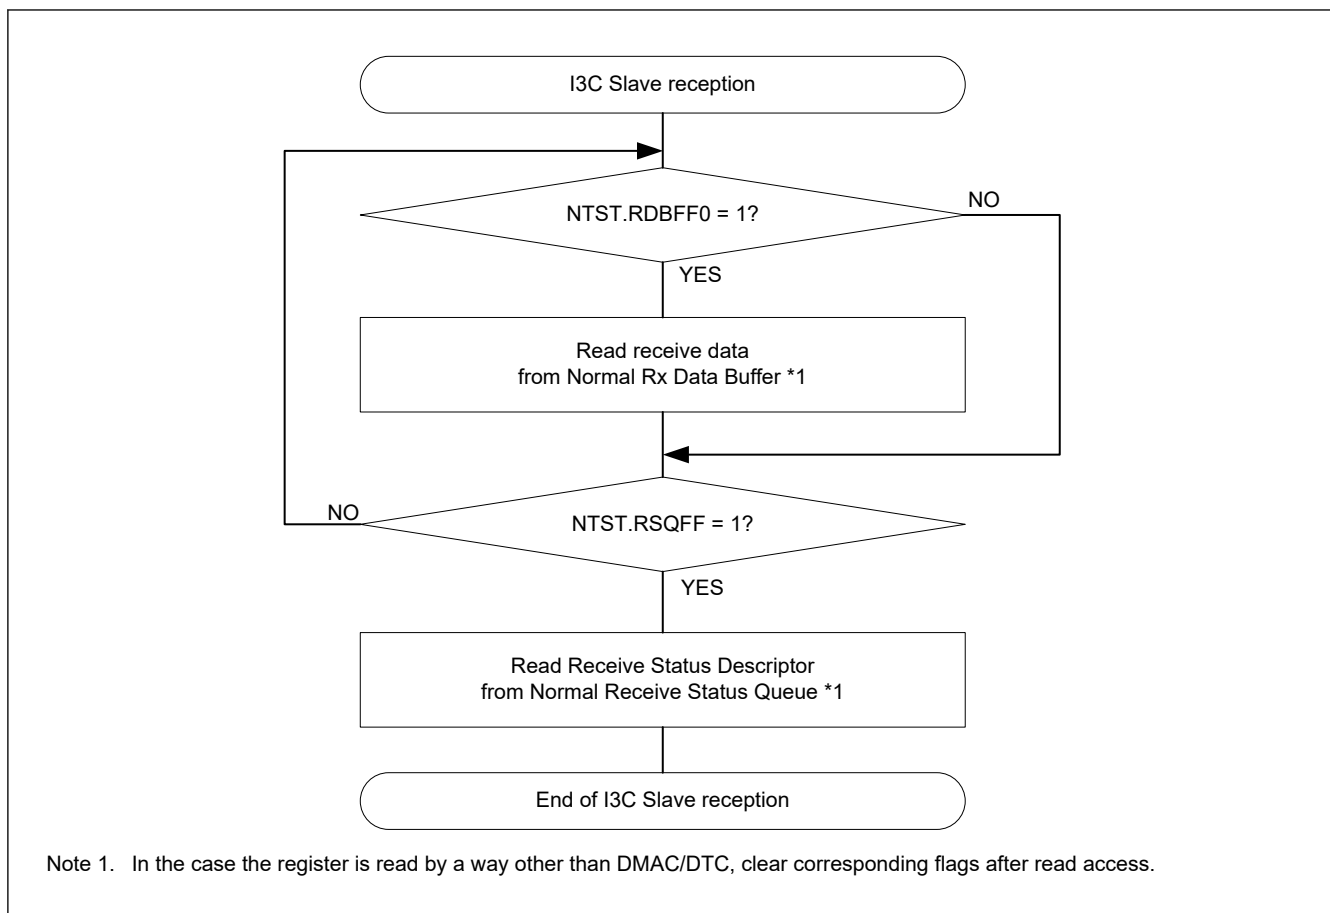 I3C Slave reception
NTST.RDBFF0 = 1?
NO
YES
Read receive data
from Normal Rx Data Buffer *1
NO
NTST.RSQFF = 1?
YES
Read Receive Status Descriptor
from Normal Receive Status Queue *1
End of I3C Slave reception
Note 1. In the case the register is read by a way other than DMAC/DTC, clear corresponding flags after read access.